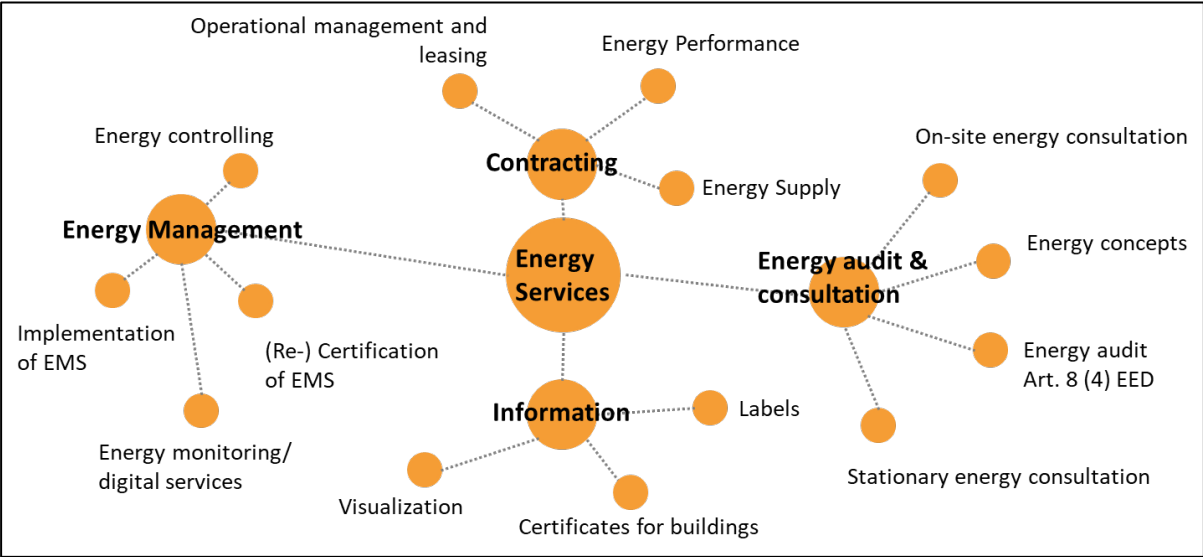 Operational management and
leasing
Energy Performance
Energy controlling
Contracting
On-site energy consultation
Energy Supply
Energy Management
Energy concepts
Energy
Services
Energy audit &
consultation
Implementation
of EMS
(Re-) Certification
of EMS
Energy audit
Art. 8 (4) EED
Information
Labels
Energy monitoring/
digital services
Stationary energy consultation
Visualization
Certificates for buildings